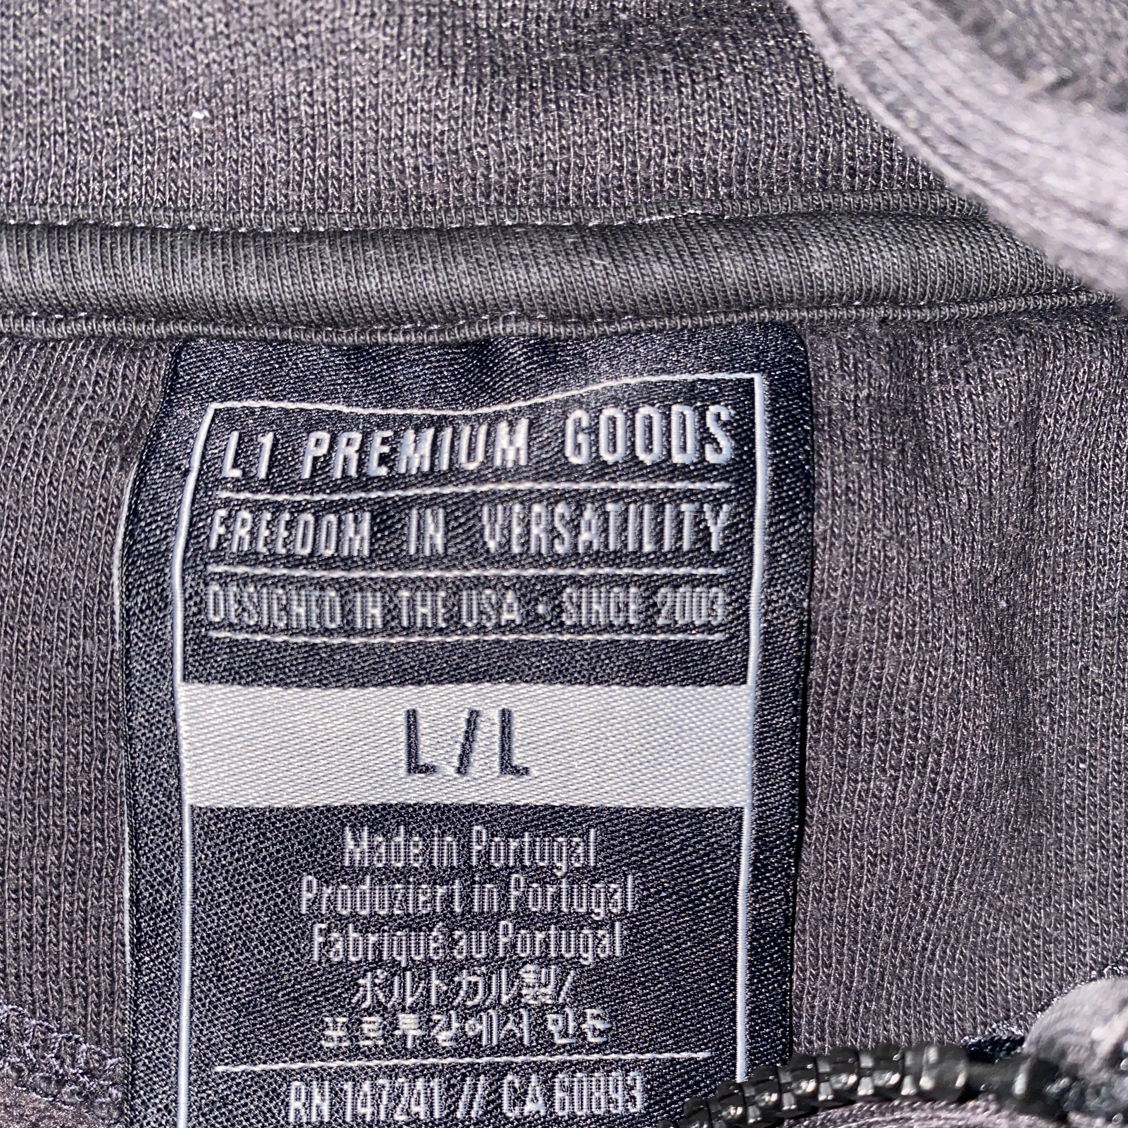 L1 PREMIUM GOODS
FREEDOM IN VERSATILITY
DESIGNED IN THE USA · SINCE 2003
L/L
Made in Portugal
Produziert in Portugal
Fabriqué au Portugal
ポルトガル製/
포르투갈에서 만든
RN 147241 // CA 60893